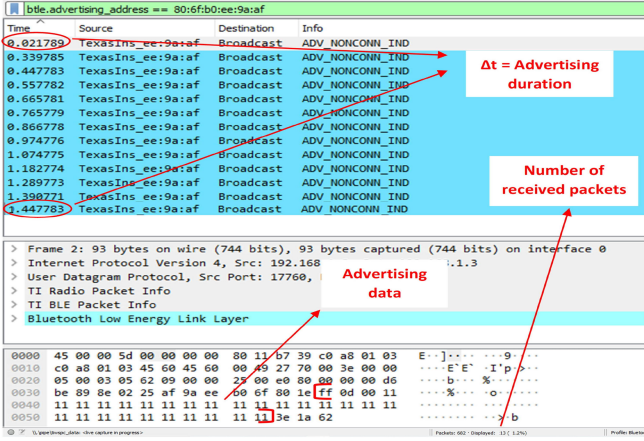 btle.advertising_address == 80:6f:b0:ee:9a:af
Time Source Destination Info
0.021789 TexasIns_ee:9a:af Broadcast ADV_NONCONN_IND
0.339785 TexasIns_ee:9a:af Broadcast ADV_NONCONN_IND
0.447783 TexasIns_ee:9a:af Broadcast ADV_NONCONN_IND
0.557782 TexasIns_ee:9a:af Broadcast ADV_NONCONN_IND
0.665781 TexasIns_ee:9a:af Broadcast ADV_NONCONN_IND
0.765779 TexasIns_ee:9a:af Broadcast ADV_NONCONN_IND
0.866778 TexasIns_ee:9a:af Broadcast ADV_NONCONN_IND
0.974776 TexasIns_ee:9a:af Broadcast ADV_NONCONN_IND
1.074775 TexasIns_ee:9a:af Broadcast ADV_NONCONN_IND
1.182774 TexasIns_ee:9a:af Broadcast ADV_NONCONN_IND
1.289773 TexasIns_ee:9a:af Broadcast ADV_NONCONN_IND
1.390771 TexasIns_ee:9a:af Broadcast ADV_NONCONN_IND
1.447783 TexasIns_ee:9a:af Broadcast ADV_NONCONN_IND
Δt = Advertising
duration
Number of
received packets
> Frame 2: 93 bytes on wire (744 bits), 93 bytes captured (744 bits) on interface 0
> Internet Protocol Version 4, Src: 192.168 .1.3
> User Datagram Protocol, Src Port: 17760,
> TI Radio Packet Info
> TI BLE Packet Info
> Bluetooth Low Energy Link Layer
Advertising
data
0000 45 00 00 5d 00 00 00 00 80 11 b7 39 c0 a8 01 03 E··]···· ···9····
0010 c0 a8 01 03 45 60 45 60 00 49 27 70 00 3e 00 00 ····E`E` ·I'p·>··
0020 05 00 03 05 62 09 00 00 25 00 e0 80 00 00 00 d6 ····b··· %·······
0030 be 89 8e 02 25 af 9a ee b0 6f 80 1e ff 0d 00 11 ····%··· ·o······
0040 11 11 11 11 11 11 11 11 11 11 11 11 11 11 11 11 ········ ········
0050 11 11 11 11 11 11 11 11 11 11 3e 1a 62 ········ ··>·b
\\.\pipe\tivipc_data: <live capture in progress> Packets: 602 · Displayed: 13 ( 1.2%) Profile: Blueto